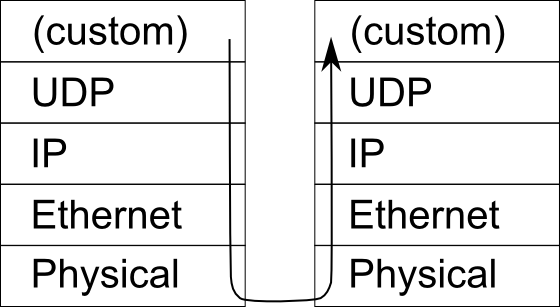 (custom)
UDP
IP
Ethernet
Physical
(custom)
UDP
IP
Ethernet
Physical